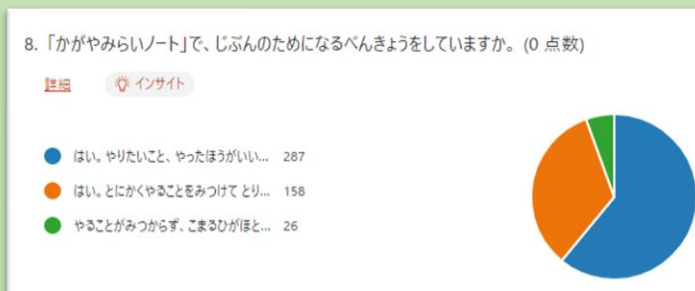 8. 「かがやみらいノート」で、じぶんのためになるべんきょうをしていますか。 (0 点数)
詳細 インサイト
はい。やりたいこと、やったほうがいい... 287
はい。とにかくやることをみつけて とり... 158
やることがみつからず、こまるひがほと... 26